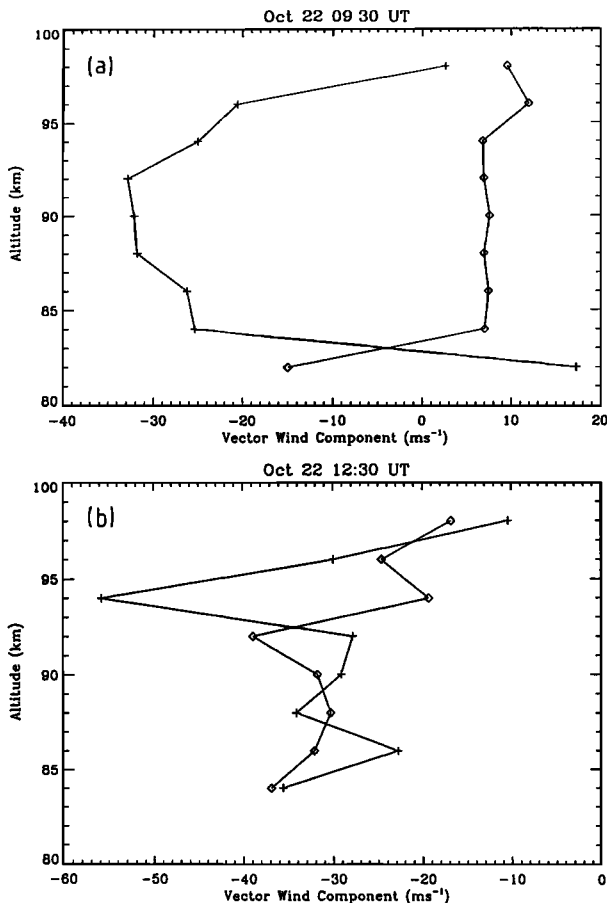 Oct 22 09 30 UT
(a)
100
95
90
85
80
Altitude (km)
-40 -30 -20 -10 0 10 20
Vector Wind Component (ms⁻¹)
Oct 22 12:30 UT
(b)
100
95
90
85
80
Altitude (km)
-60 -50 -40 -30 -20 -10 -0
Vector Wind Component (ms⁻¹)